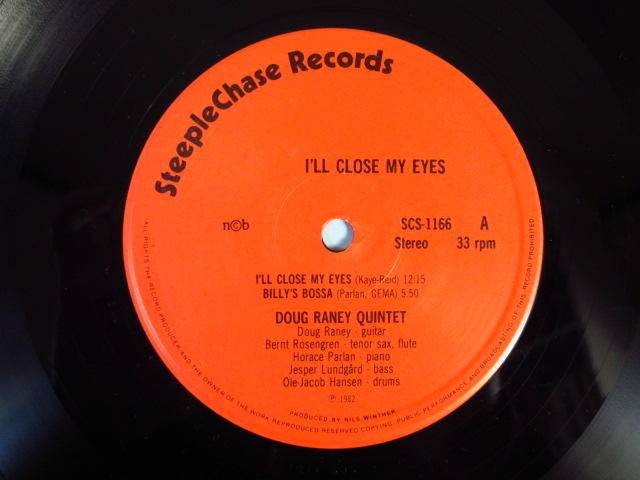 SteepleChase Records
I'LL CLOSE MY EYES
n©b
SCS-1166 A
Stereo 33 rpm
I'LL CLOSE MY EYES (Kaye-Reid) 12:15
BILLY'S BOSSA (Parlan, GEMA) 5:50
DOUG RANEY QUINTET
Doug Raney - guitar
Bernt Rosengren - tenor sax, flute
Horace Parlan - piano
Jesper Lundgård - bass
Ole-Jacob Hansen - drums
℗ 1982
PRODUCED BY NILS WINTHER
ALL RIGHTS THE RECORD PRODUCER AND THE OWNER OF THE WORK REPRODUCED RESERVED COPYING, PUBLIC PERFORMANCE AND BROADCASTING OF THIS RECORD PROHIBITED